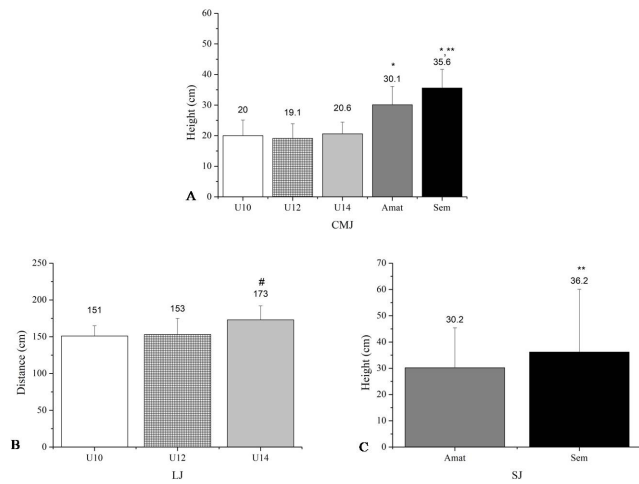 60
50
40
30
20
10
0
Height (cm)
20
19.1
20.6
*
30.1
*,**
35.6
U10 U12 U14 Amat Sem
CMJ
A
250
200
150
100
50
0
Distance (cm)
151
153
#
173
U10 U12 U14
LJ
B
70
60
50
40
30
20
10
0
Height (cm)
30.2
**
36.2
Amat Sem
SJ
C